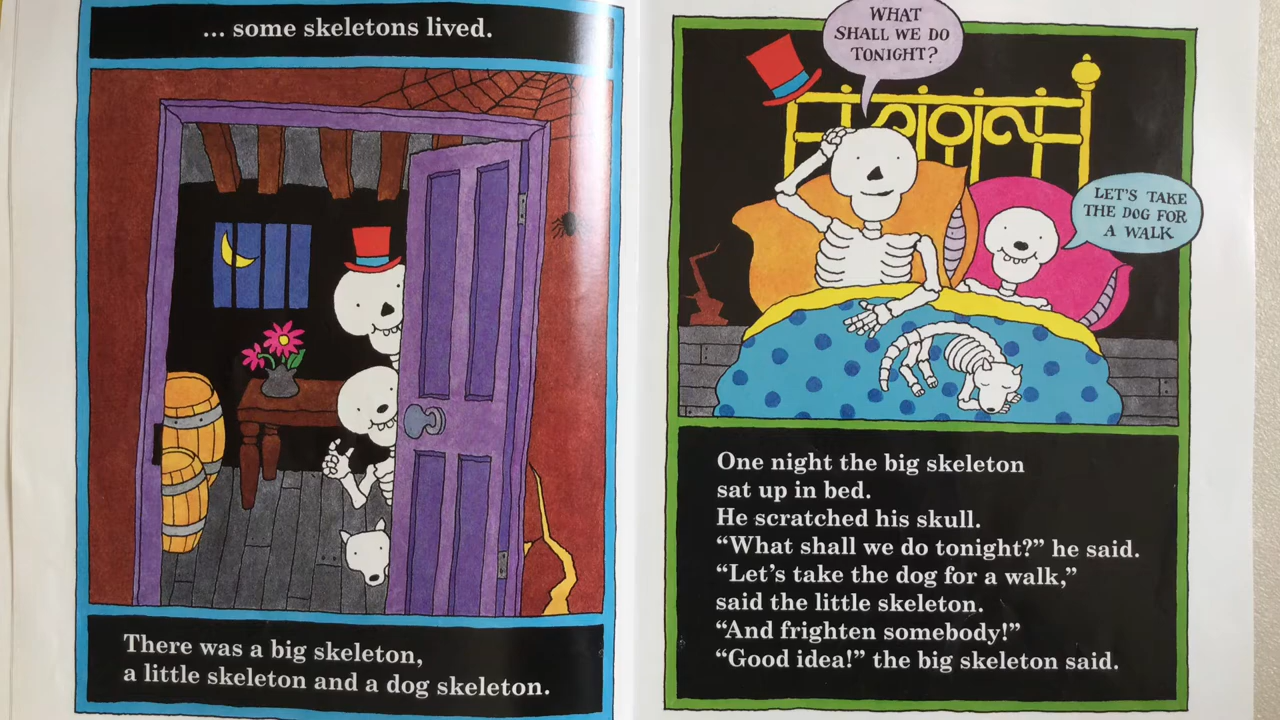 ... some skeletons lived.
There was a big skeleton,
a little skeleton and a dog skeleton.
WHAT
SHALL WE DO
TONIGHT?
LET'S TAKE
THE DOG FOR
A WALK
One night the big skeleton
sat up in bed.
He scratched his skull.
“What shall we do tonight?” he said.
“Let's take the dog for a walk,”
said the little skeleton.
“And frighten somebody!”
“Good idea!” the big skeleton said.